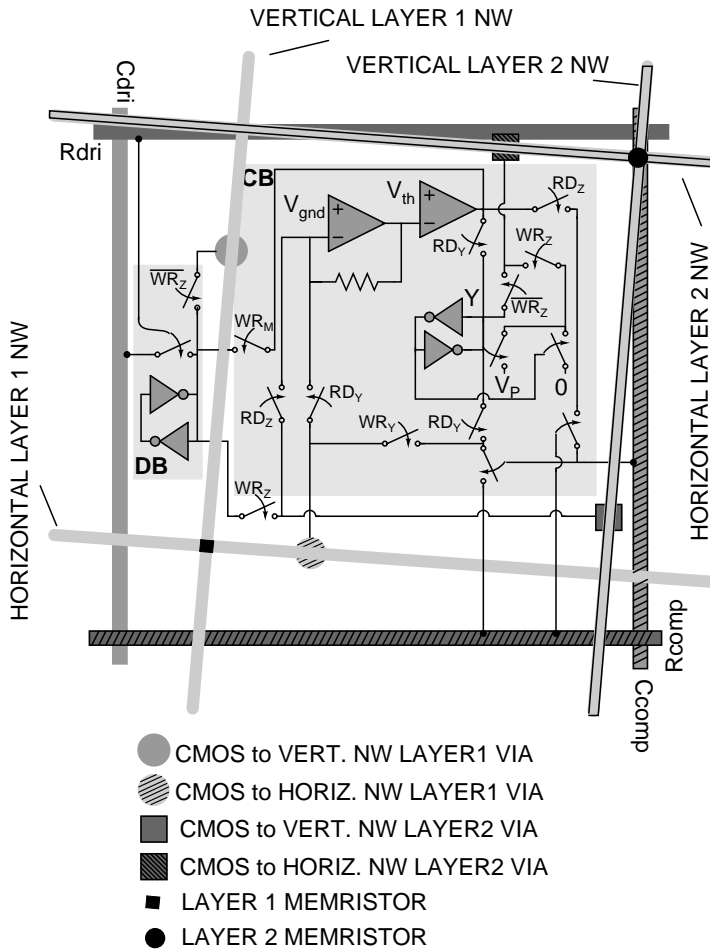 VERTICAL LAYER 1 NW
VERTICAL LAYER 2 NW
Cdri
Rdri
CB
V_gnd
V_th
RD_Z
RD_Y
WR_Z
\overline{WR_Z}
Y
\overline{WR_Z}
WR_M
V_P
0
RD_Z
RD_Y
WR_Y
RD_Y
DB
WR_Z
HORIZONTAL LAYER 1 NW
HORIZONTAL LAYER 2 NW
Rcomp
Ccomp
CMOS to VERT. NW LAYER1 VIA
CMOS to HORIZ. NW LAYER1 VIA
CMOS to VERT. NW LAYER2 VIA
CMOS to HORIZ. NW LAYER2 VIA
LAYER 1 MEMRISTOR
LAYER 2 MEMRISTOR